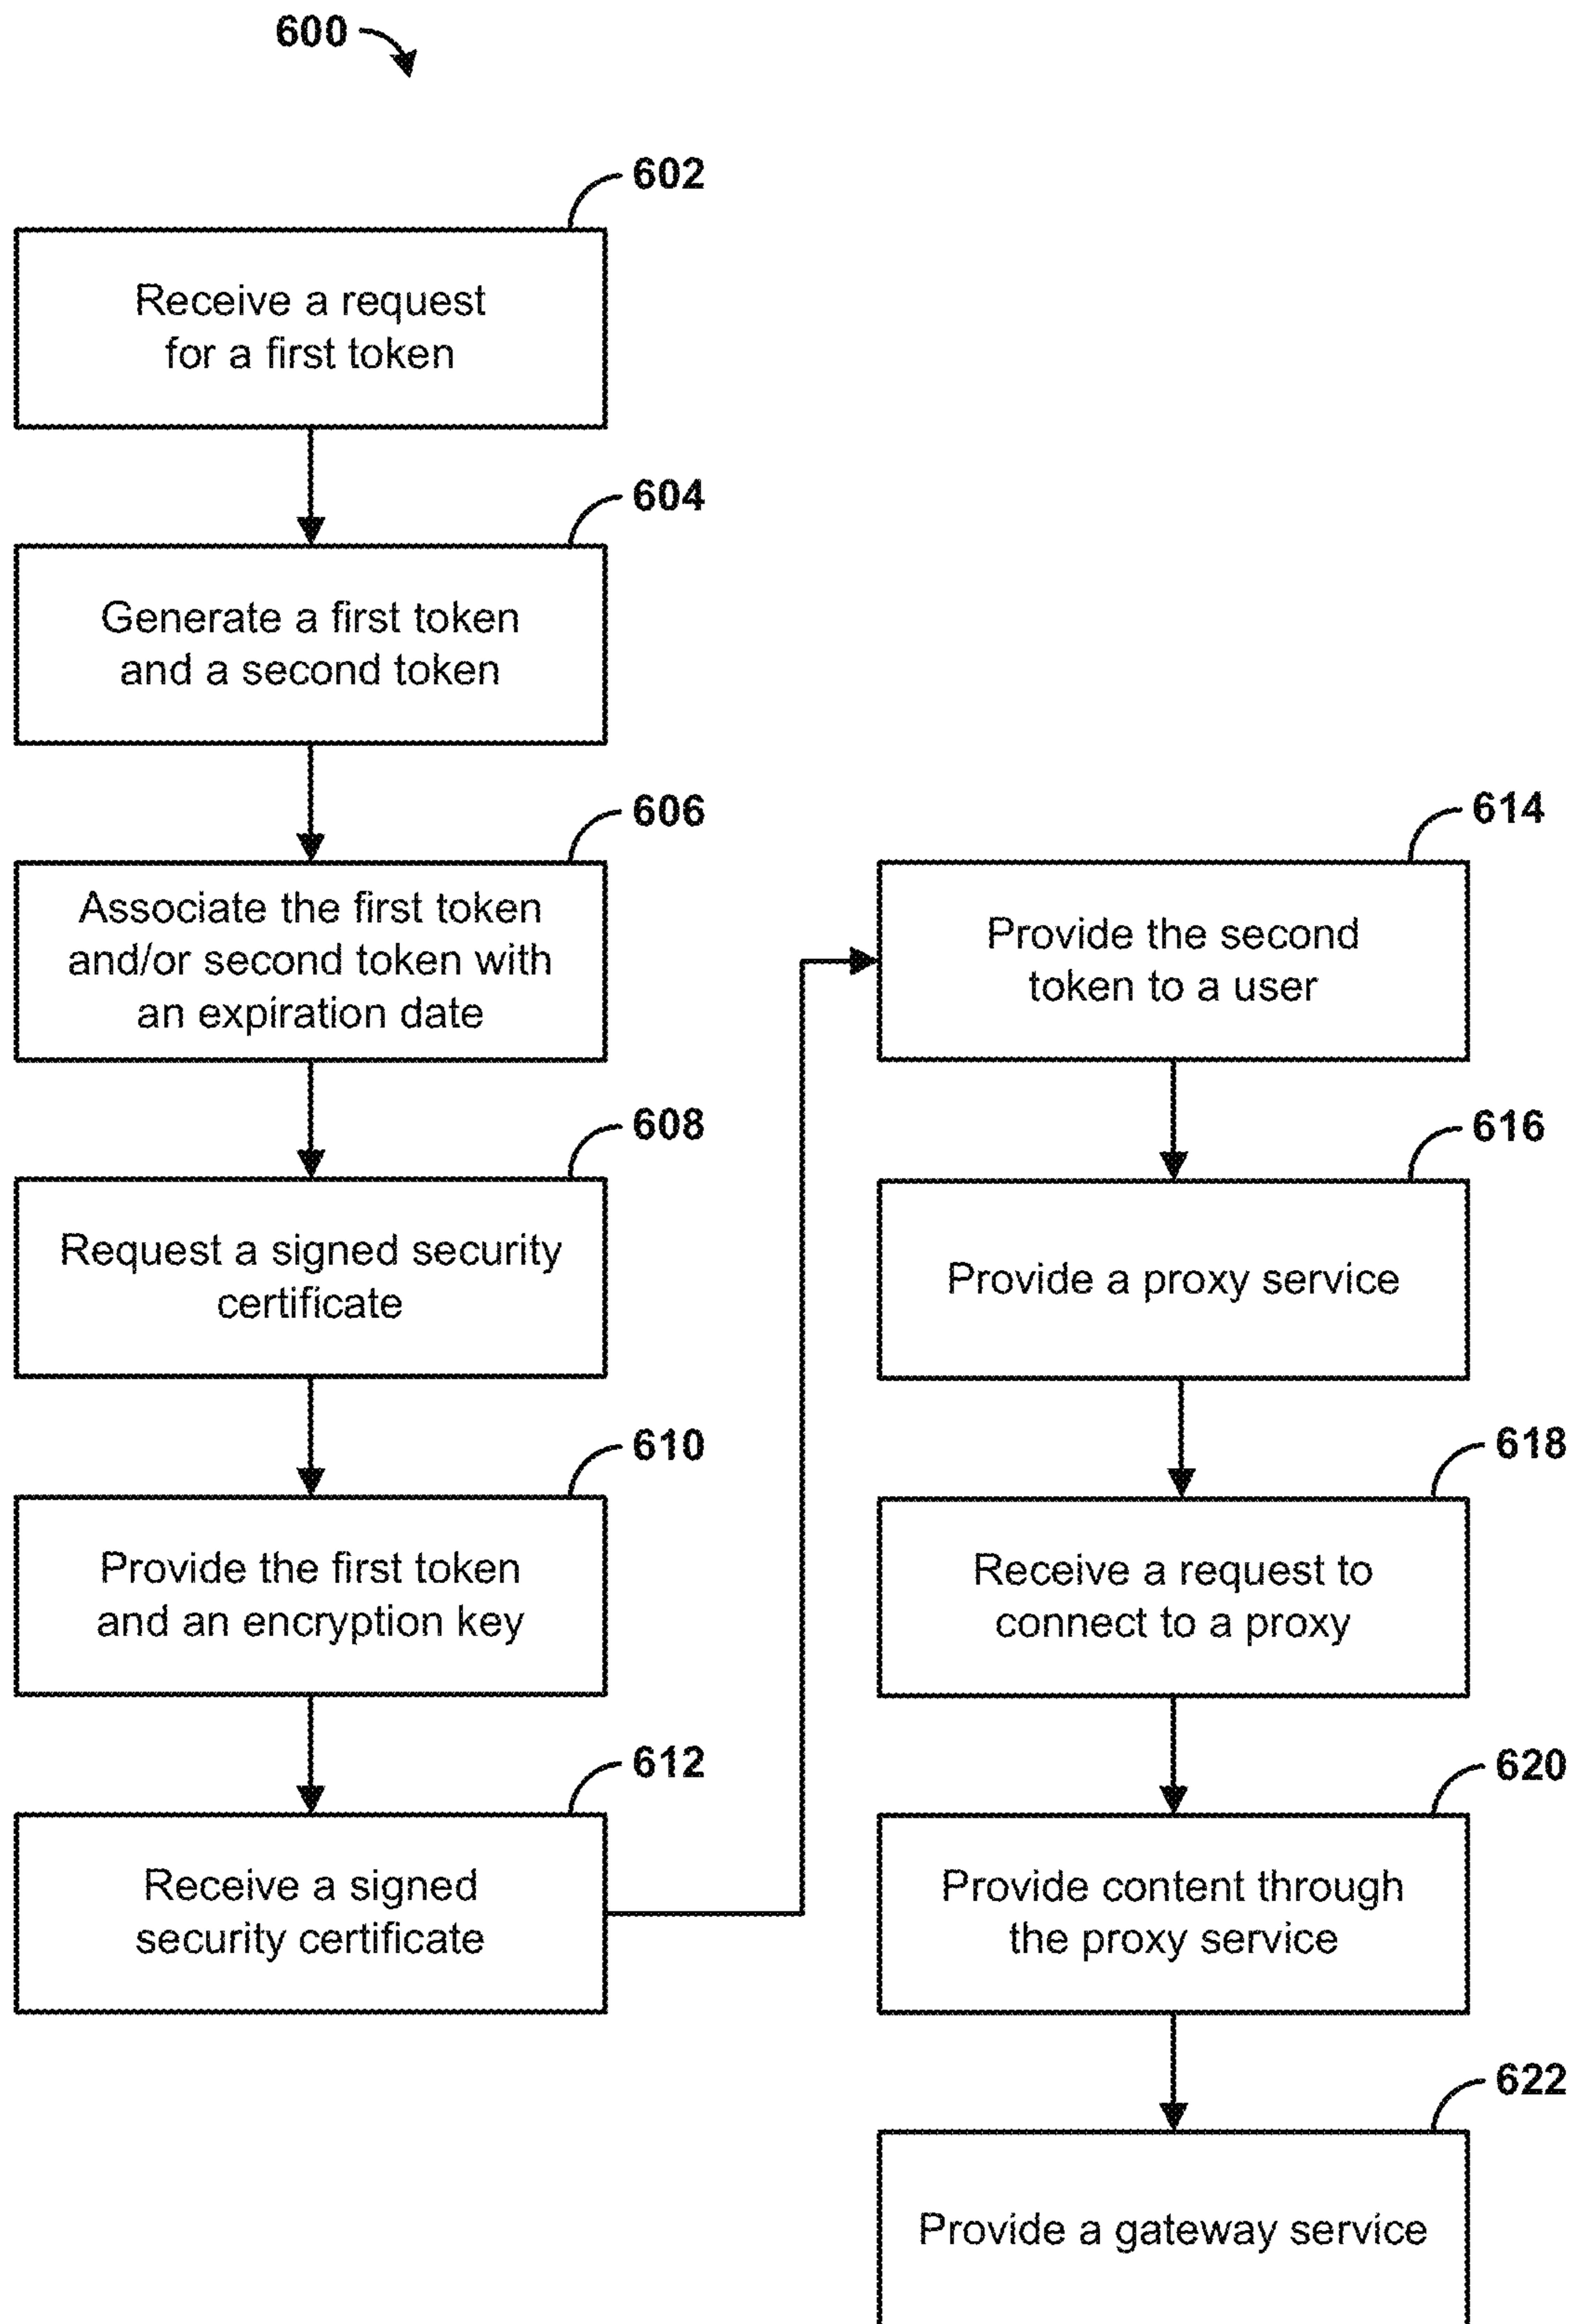 600
602
Receive a request
for a first token
604
Generate a first token
and a second token
606
Associate the first token
and/or second token with
an expiration date
608
Request a signed security
certificate
610
Provide the first token
and an encryption key
612
Receive a signed
security certificate
614
Provide the second
token to a user
616
Provide a proxy service
618
Receive a request to
connect to a proxy
620
Provide content through
the proxy service
622
Provide a gateway service